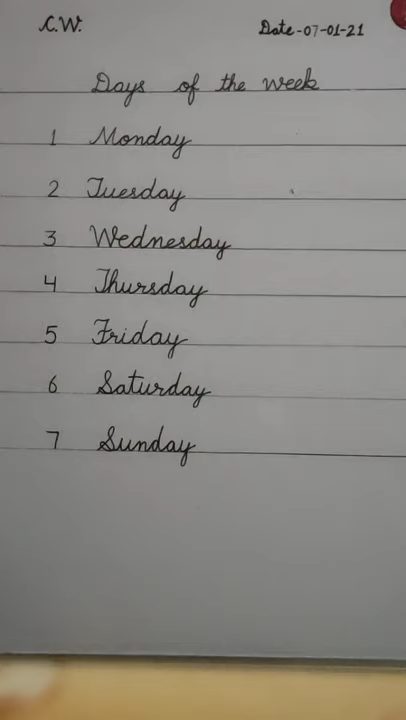 C.W. Date-07-01-21
Days of the week
1 Monday
2 Tuesday
3 Wednesday
4 Thursday
5 Friday
6 Saturday
7 Sunday